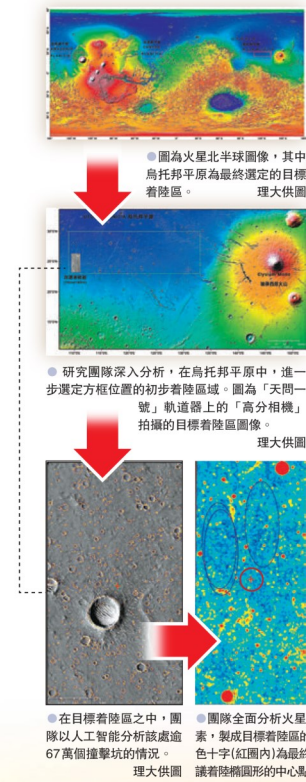 ●圖為火星北半球圖像，其中
烏托邦平原為最終選定的目標
着陸區。 理大供圖
●研究團隊深入分析，在烏托邦平原中，進一
步選定方框位置的初步着陸區域。圖為「天問一
號」軌道器上的「高分相機」
拍攝的目標着陸區圖像。
理大供圖
●在目標着陸區之中，團
隊以人工智能分析該處逾
67萬個撞擊坑的情況。
理大供圖
●團隊全面分析火星
素，製成目標着陸區的
色十字(紅圈內)為最終
議着陸橢圓形的中心點